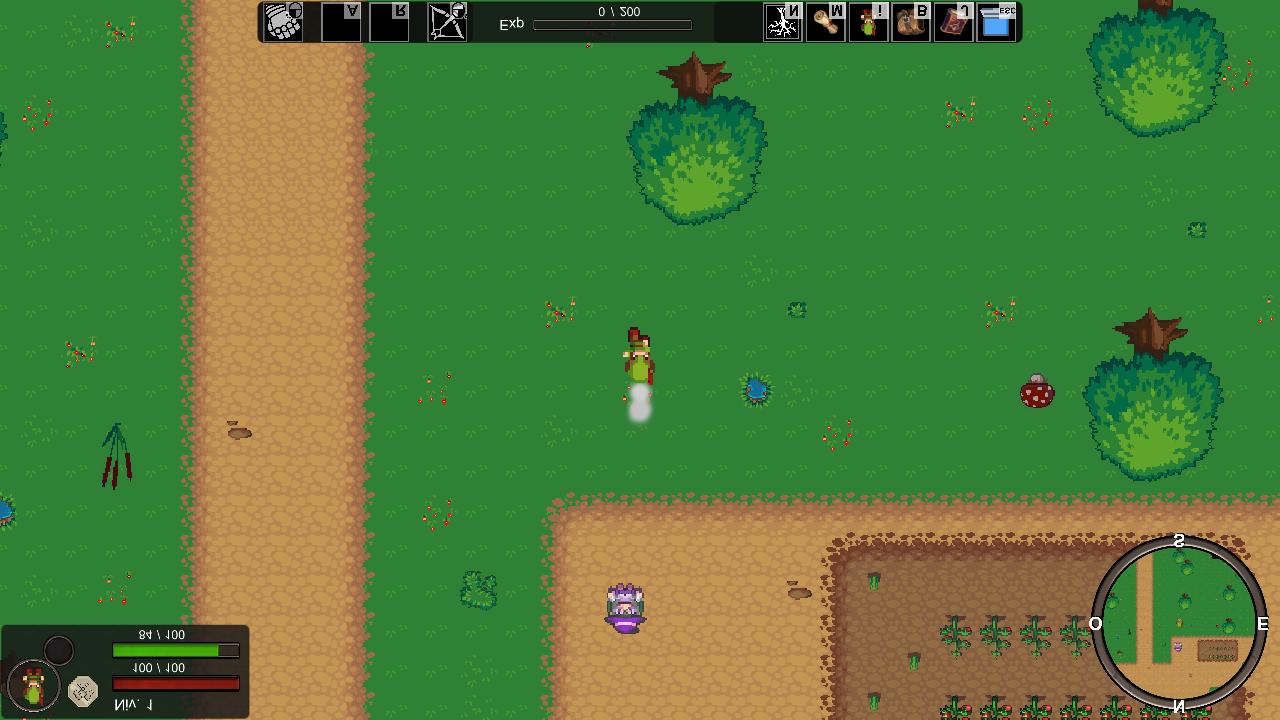 Niv. 1
100 / 100
84 / 100
N
O E
S
A R Exp 0 / 200 N M i B J ESC